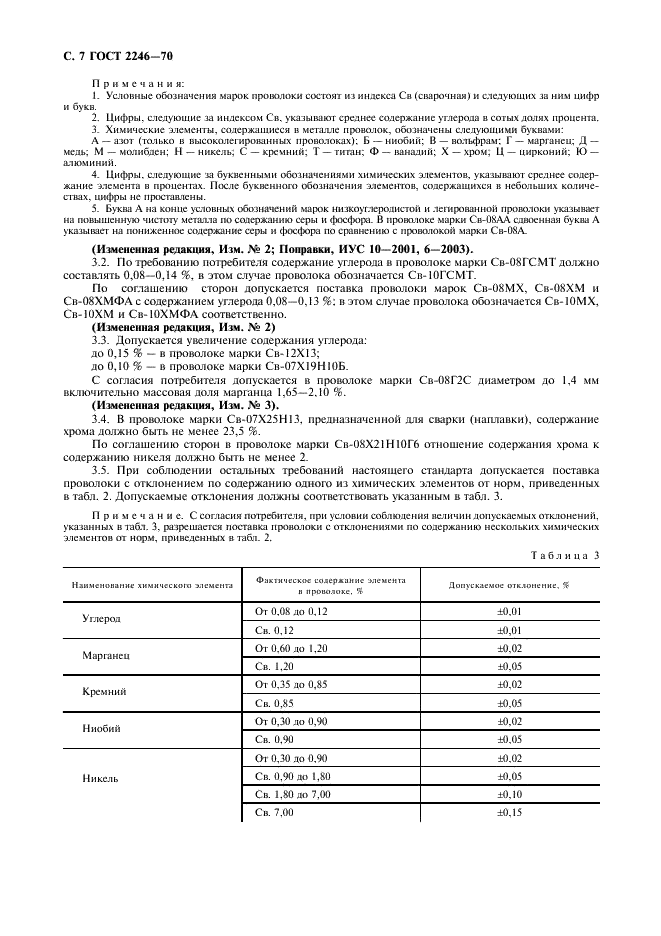 С. 7 ГОСТ 2246—70
П р и м е ч а н и я:
1. Условные обозначения марок проволоки состоят из индекса Св (сварочная) и следующих за ним цифр
и букв.
2. Цифры, следующие за индексом Св, указывают среднее содержание углерода в сотых долях процента.
3. Химические элементы, содержащиеся в металле проволок, обозначены следующими буквами:
А — азот (только в высоколегированных проволоках); Б — ниобий; В — вольфрам; Г — марганец; Д —
медь; М — молибден; Н — никель; С — кремний; Т — титан; Ф — ванадий; Х — хром; Ц — цирконий; Ю —
алюминий.
4. Цифры, следующие за буквенными обозначениями химических элементов, указывают среднее содер-
жание элемента в процентах. После буквенного обозначения элементов, содержащихся в небольших количе-
ствах, цифры не проставлены.
5. Буква А на конце условных обозначений марок низкоуглеродистой и легированной проволоки указывает
на повышенную чистоту металла по содержанию серы и фосфора. В проволоке марки Св-08АА сдвоенная буква А
указывает на пониженное содержание серы и фосфора по сравнению с проволокой марки Св-08А.
(Измененная редакция, Изм. № 2; Поправки, ИУС 10—2001, 6—2003).
3.2. По требованию потребителя содержание углерода в проволоке марки Св-08ГСМТ должно
составлять 0,08—0,14 %, в этом случае проволока обозначается Св-10ГСМТ.
По соглашению сторон допускается поставка проволоки марок Св-08МХ, Св-08ХМ и
Св-08ХМФА с содержанием углерода 0,08—0,13 %; в этом случае проволока обозначается Св-10МХ,
Св-10ХМ и Св-10ХМФА соответственно.
(Измененная редакция, Изм. № 2)
3.3. Допускается увеличение содержания углерода:
до 0,15 % — в проволоке марки Св-12Х13;
до 0,10 % — в проволоке марки Св-07Х19Н10Б.
С согласия потребителя допускается в проволоке марки Св-08Г2С диаметром до 1,4 мм
включительно массовая доля марганца 1,65—2,10 %.
(Измененная редакция, Изм. № 3).
3.4. В проволоке марки Св-07Х25Н13, предназначенной для сварки (наплавки), содержание
хрома должно быть не менее 23,5 %.
По соглашению сторон в проволоке марки Св-08Х21Н10Г6 отношение содержания хрома к
содержанию никеля должно быть не менее 2.
3.5. При соблюдении остальных требований настоящего стандарта допускается поставка
проволоки с отклонением по содержанию одного из химических элементов от норм, приведенных
в табл. 2. Допускаемые отклонения должны соответствовать указанным в табл. 3.
П р и м е ч а н и е. С согласия потребителя, при условии соблюдения величин допускаемых отклонений,
указанных в табл. 3, разрешается поставка проволоки с отклонениями по содержанию нескольких химических
элементов от норм, приведенных в табл. 2.
Т а б л и ц а 3
Наименование химического элемента
Фактическое содержание элемента
в проволоке, %
Допускаемое отклонение, %
Углерод
От 0,08 до 0,12 ±0,01
Св. 0,12 ±0,01
Марганец
От 0,60 до 1,20 ±0,02
Св. 1,20 ±0,05
Кремний
От 0,35 до 0,85 ±0,02
Св. 0,85 ±0,05
Ниобий
От 0,30 до 0,90 ±0,02
Св. 0,90 ±0,05
Никель
От 0,30 до 0,90 ±0,02
Св. 0,90 до 1,80 ±0,05
Св. 1,80 до 7,00 ±0,10
Св. 7,00 ±0,15